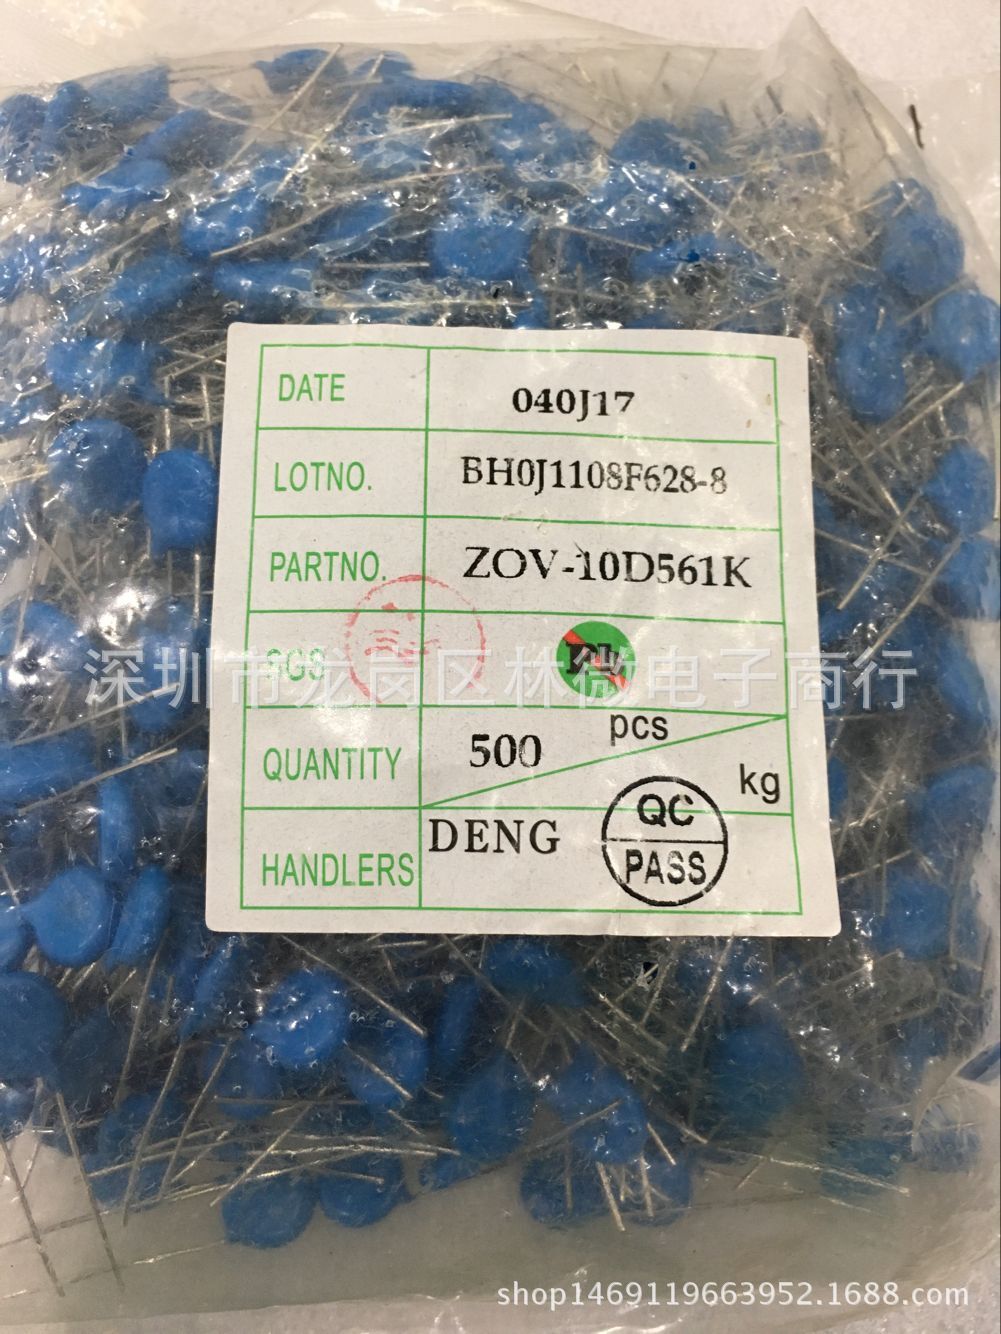 DATE 040J17
LOTNO. BH0J1108F628-8
PARTNO. ZOV-10D561K
SGS Pb
深圳市龙岗区林微电子商行
QUANTITY 500 pcs
kg
HANDLERS DENG
QC
PASS
shop1469119663952.1688.com